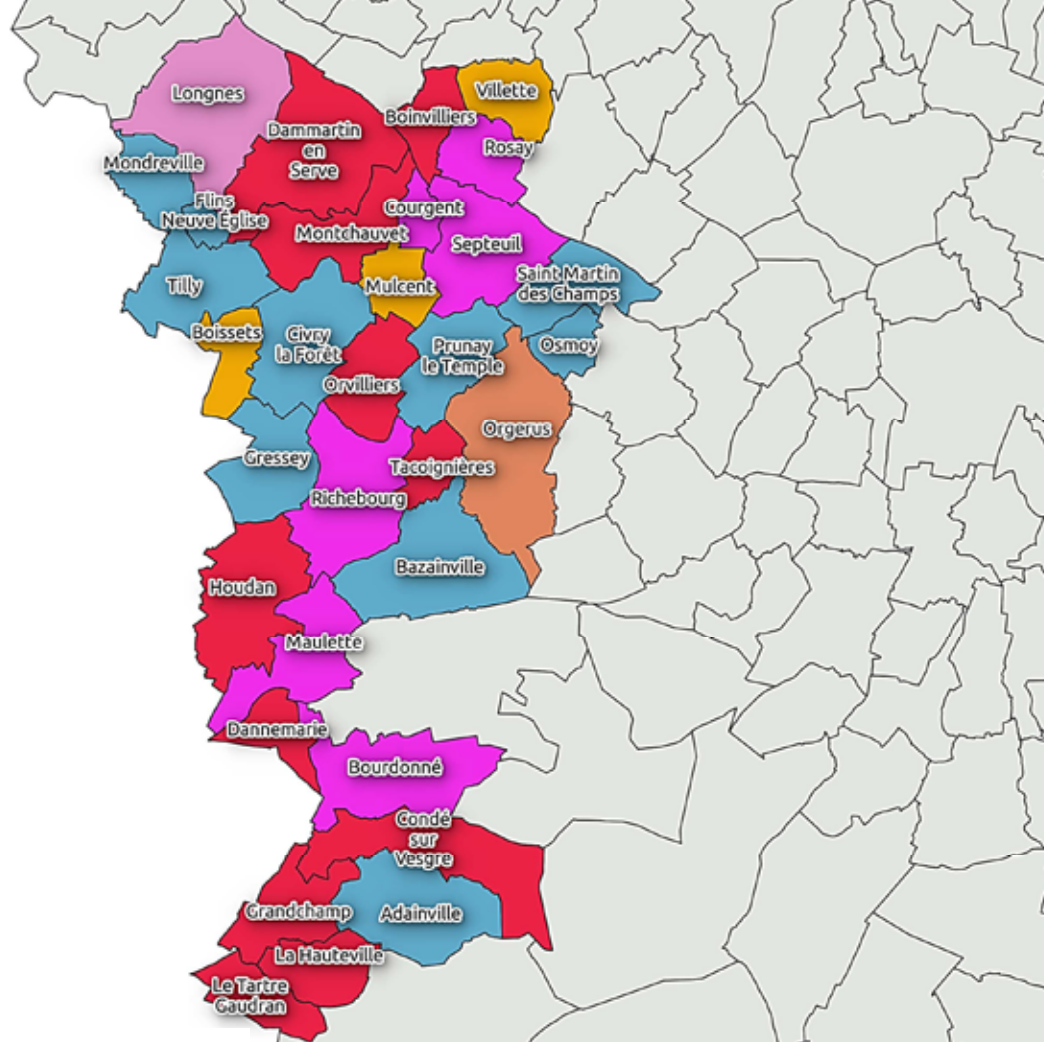 Longnes
Villette
Boinvilliers
Dammartin
en
Serve
Rosay
Mondreville
Flins
Neuve Église
Courgent
Montchauvet
Septeuil
Saint Martin
des Champs
Tilly
Mulcent
Boissets
Civry
la Forêt
Prunay
le Temple
Osmoy
Orvilliers
Orgerus
Gressey
Tacoignières
Richebourg
Bazainville
Houdan
Maulette
Dannemarie
Bourdonné
Condé
sur
Vesgre
Grandchamp
Adainville
La Hauteville
Le Tartre
Gaudran